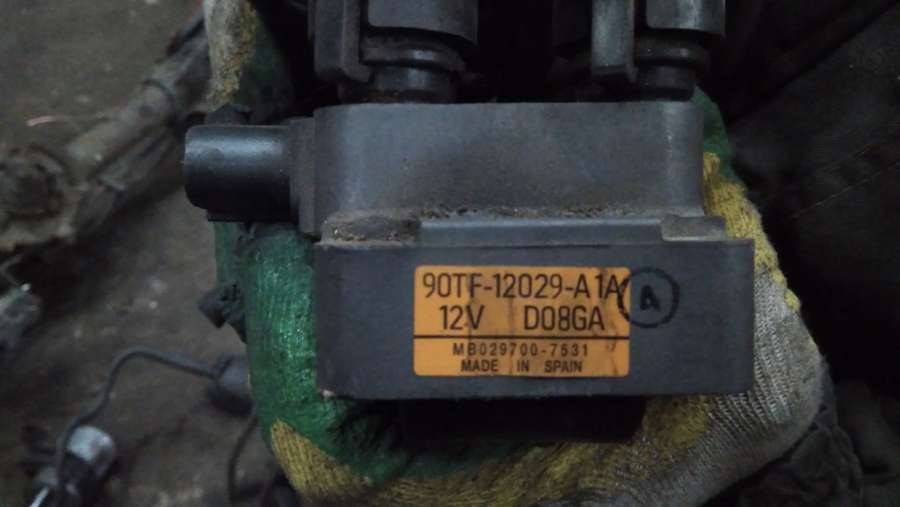 90TF-12029-A1A
A
12V D08GA
MB029700-7531
MADE IN SPAIN